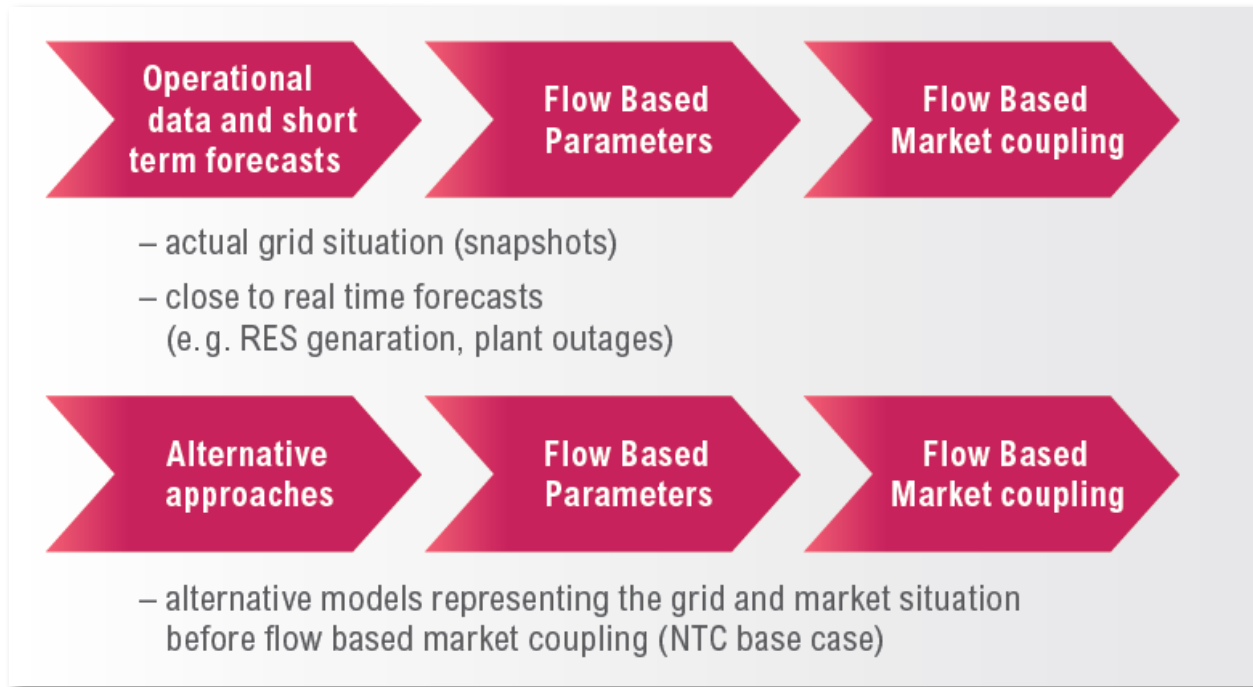 Operational
data and short
term forecasts
Flow Based
Parameters
Flow Based
Market coupling
– actual grid situation (snapshots)
– close to real time forecasts
(e. g. RES genaration, plant outages)
Alternative
approaches
Flow Based
Parameters
Flow Based
Market coupling
– alternative models representing the grid and market situation
before flow based market coupling (NTC base case)